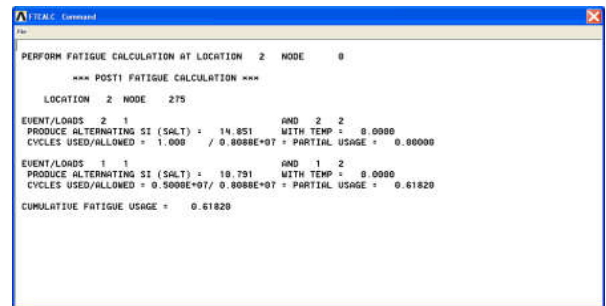 FTCALC Command
File
PERFORM FATIGUE CALCULATION AT LOCATION 2 NODE 0
*** POST1 FATIGUE CALCULATION ***
LOCATION 2 NODE 275
EVENT/LOADS 2 1 AND 2 2
PRODUCE ALTERNATING SI (SALT) = 14.851 WITH TEMP = 0.0000
CYCLES USED/ALLOWED = 1.000 / 0.8088E+07 = PARTIAL USAGE = 0.00000
EVENT/LOADS 1 1 AND 1 2
PRODUCE ALTERNATING SI (SALT) = 10.791 WITH TEMP = 0.0000
CYCLES USED/ALLOWED = 0.5000E+07/ 0.8088E+07 = PARTIAL USAGE = 0.61820
CUMULATIVE FATIGUE USAGE = 0.61820